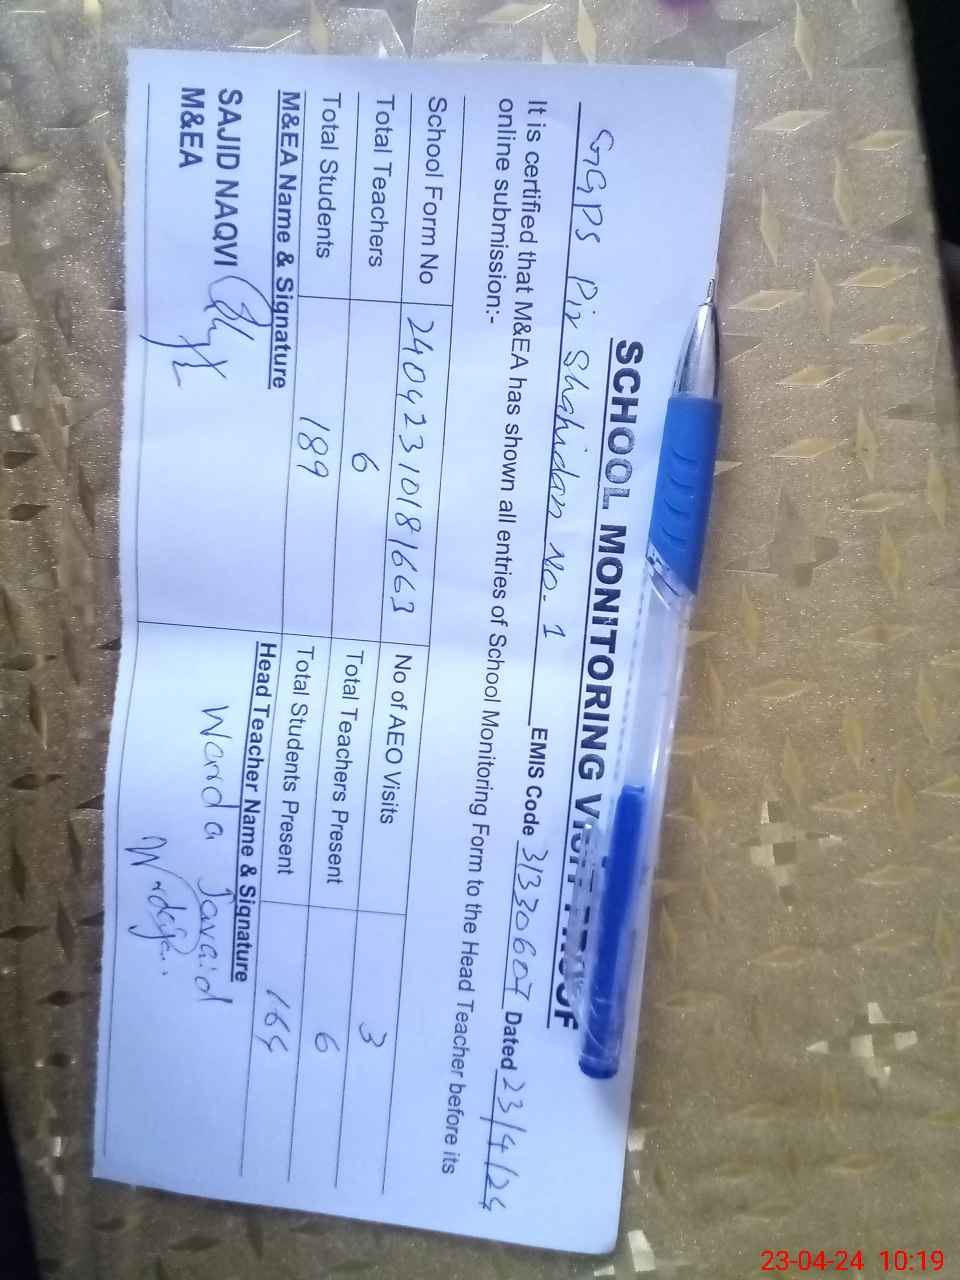 SCHOOL MONITORING VISIT PROOF
GGPS Pir Shahidan No. 1 EMIS Code 31330607 Dated 23/4/24
It is certified that M&EA has shown all entries of School Monitoring Form to the Head Teacher before its
online submission:-
School Form No 24042310181663 No of AEO Visits 3
Total Teachers 6 Total Teachers Present 6
Total Students 189 Total Students Present 164
M&EA Name & Signature Head Teacher Name & Signature
SAJID NAQVI Warda Javaid
M&EA
23-04-24 10:19